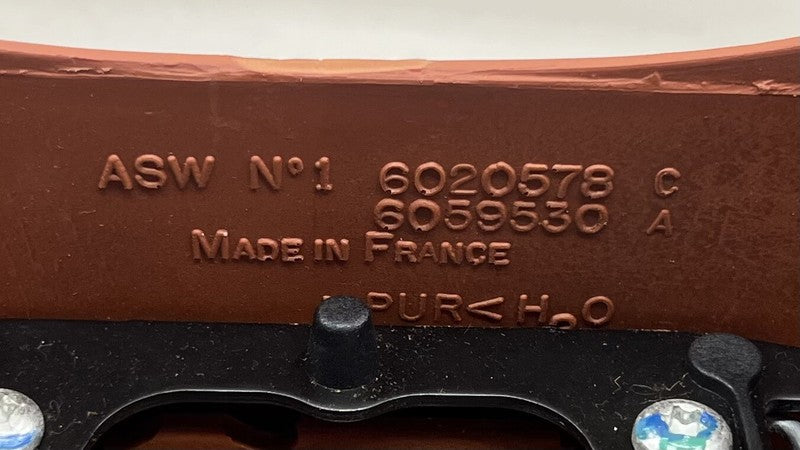 ASW N°1 6020578 C
6059530 A
MADE IN FRANCE
PUR< H2O